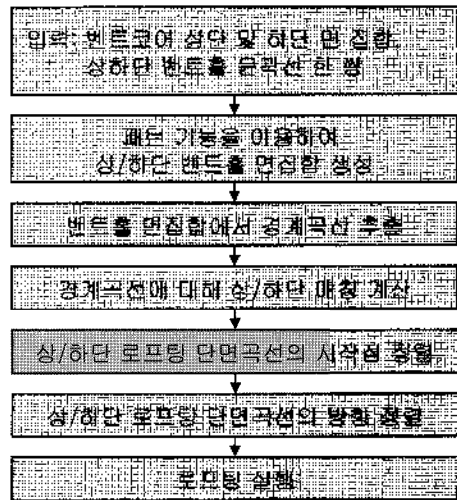 입력: 벤트코어 상단 및 하단 면 집합,
상하단 벤트홀 윤곽선 한 쌍
패턴 기능을 이용하여
상/하단 벤트홀 면집합 생성
벤트홀 면집합에서 경계곡선 추출
경계곡선에 대해 상/하단 매칭 계산
상/하단 로프팅 단면곡선의 시작점 정렬
상/하단 로프팅 단면곡선의 방향 정렬
로프팅 실행